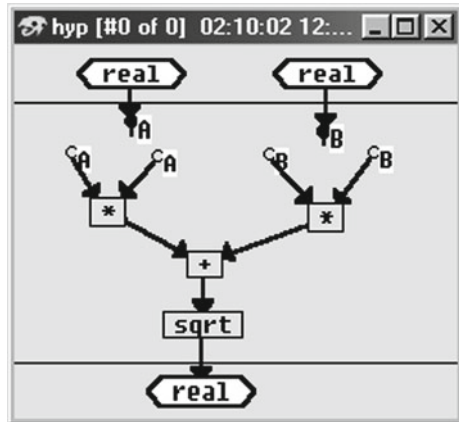 hyp [#0 of 0] 02:10:02 12:...
real real
A B
A A B B
* *
+
sqrt
real